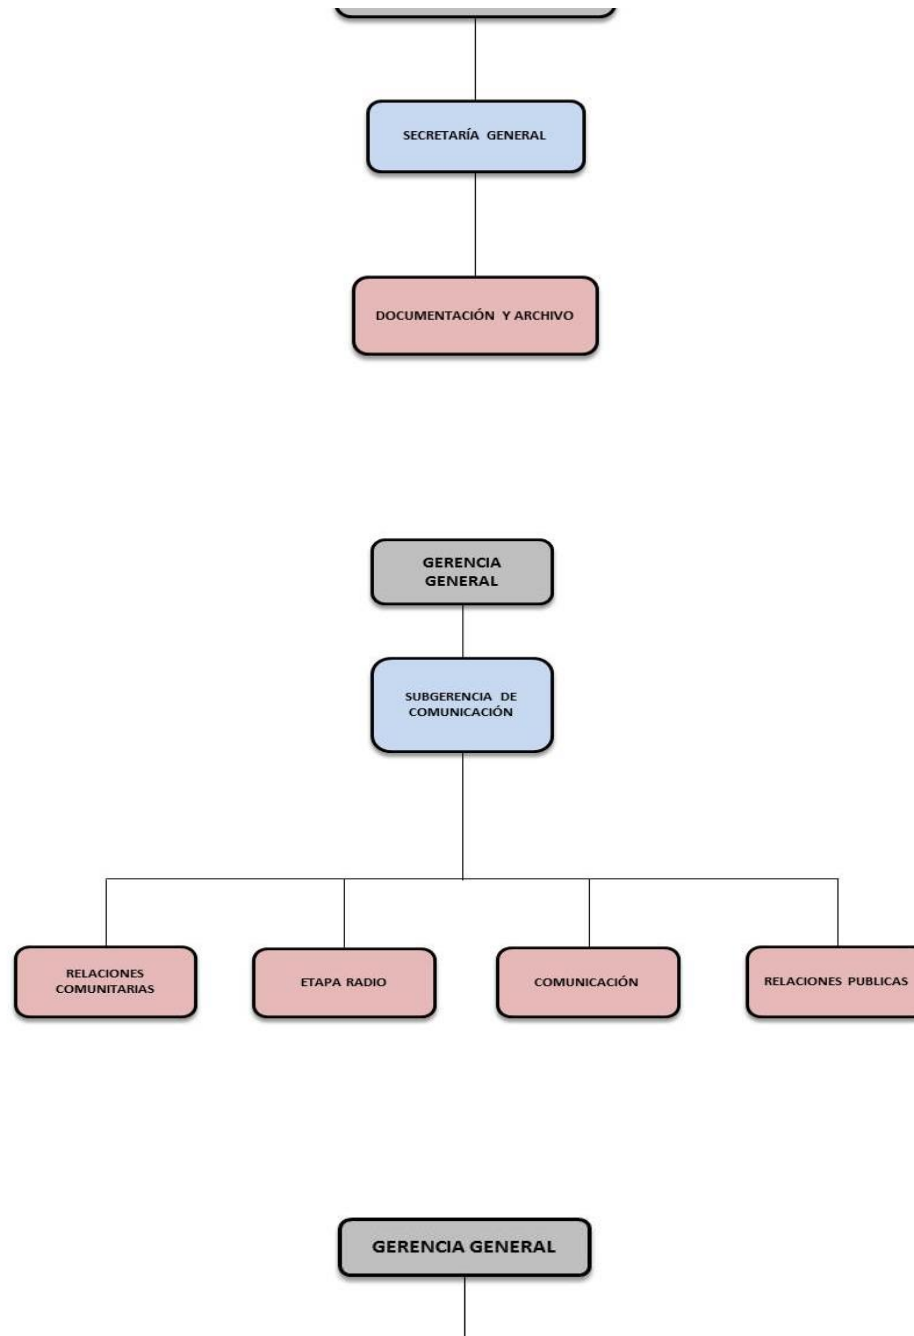 SECRETARÍA GENERAL
DOCUMENTACIÓN Y ARCHIVO
GERENCIA
GENERAL
SUBGERENCIA DE
COMUNICACIÓN
RELACIONES
COMUNITARIAS
ETAPA RADIO
COMUNICACIÓN
RELACIONES PUBLICAS
GERENCIA GENERAL